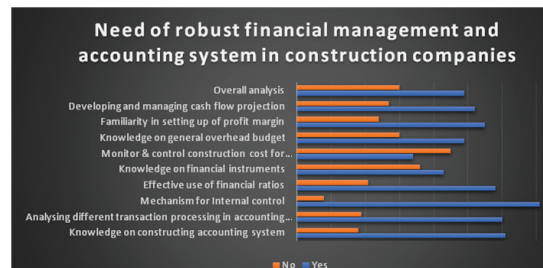 Need of robust financial management and
accounting system in construction companies
Overall analysis
Developing and managing cash flow projection
Familiarity in setting up of profit margin
Knowledge on general overhead budget
Monitor & control construction cost for...
Knowledge on financial instruments
Effective use of financial ratios
Mechanism for Internal control
Analysing different transaction processing in accounting...
Knowledge on constructing accounting system
No Yes